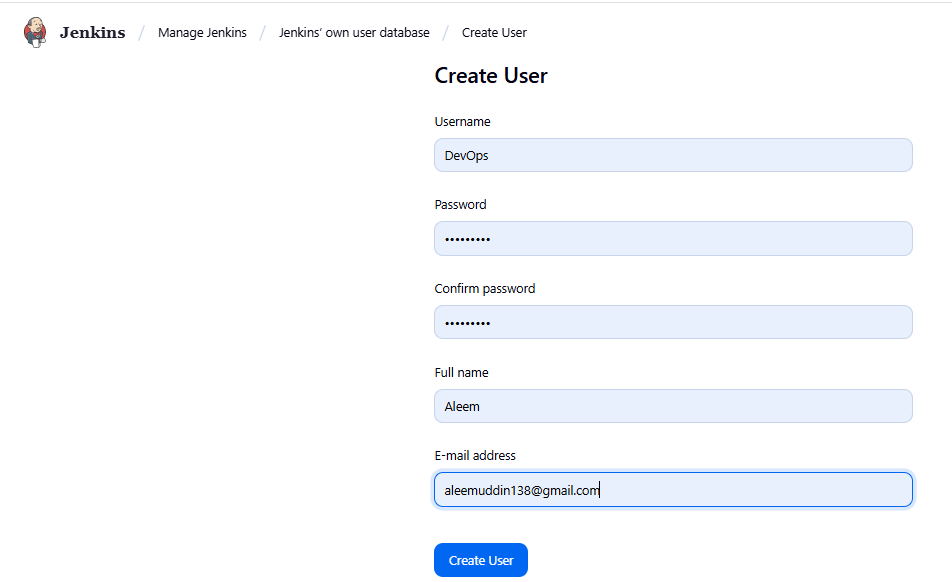 Jenkins / Manage Jenkins / Jenkins’ own user database / Create User
Create User
Username
DevOps
Password
•••••••••
Confirm password
•••••••••
Full name
Aleem
E-mail address
aleemuddin138@gmail.com
Create User